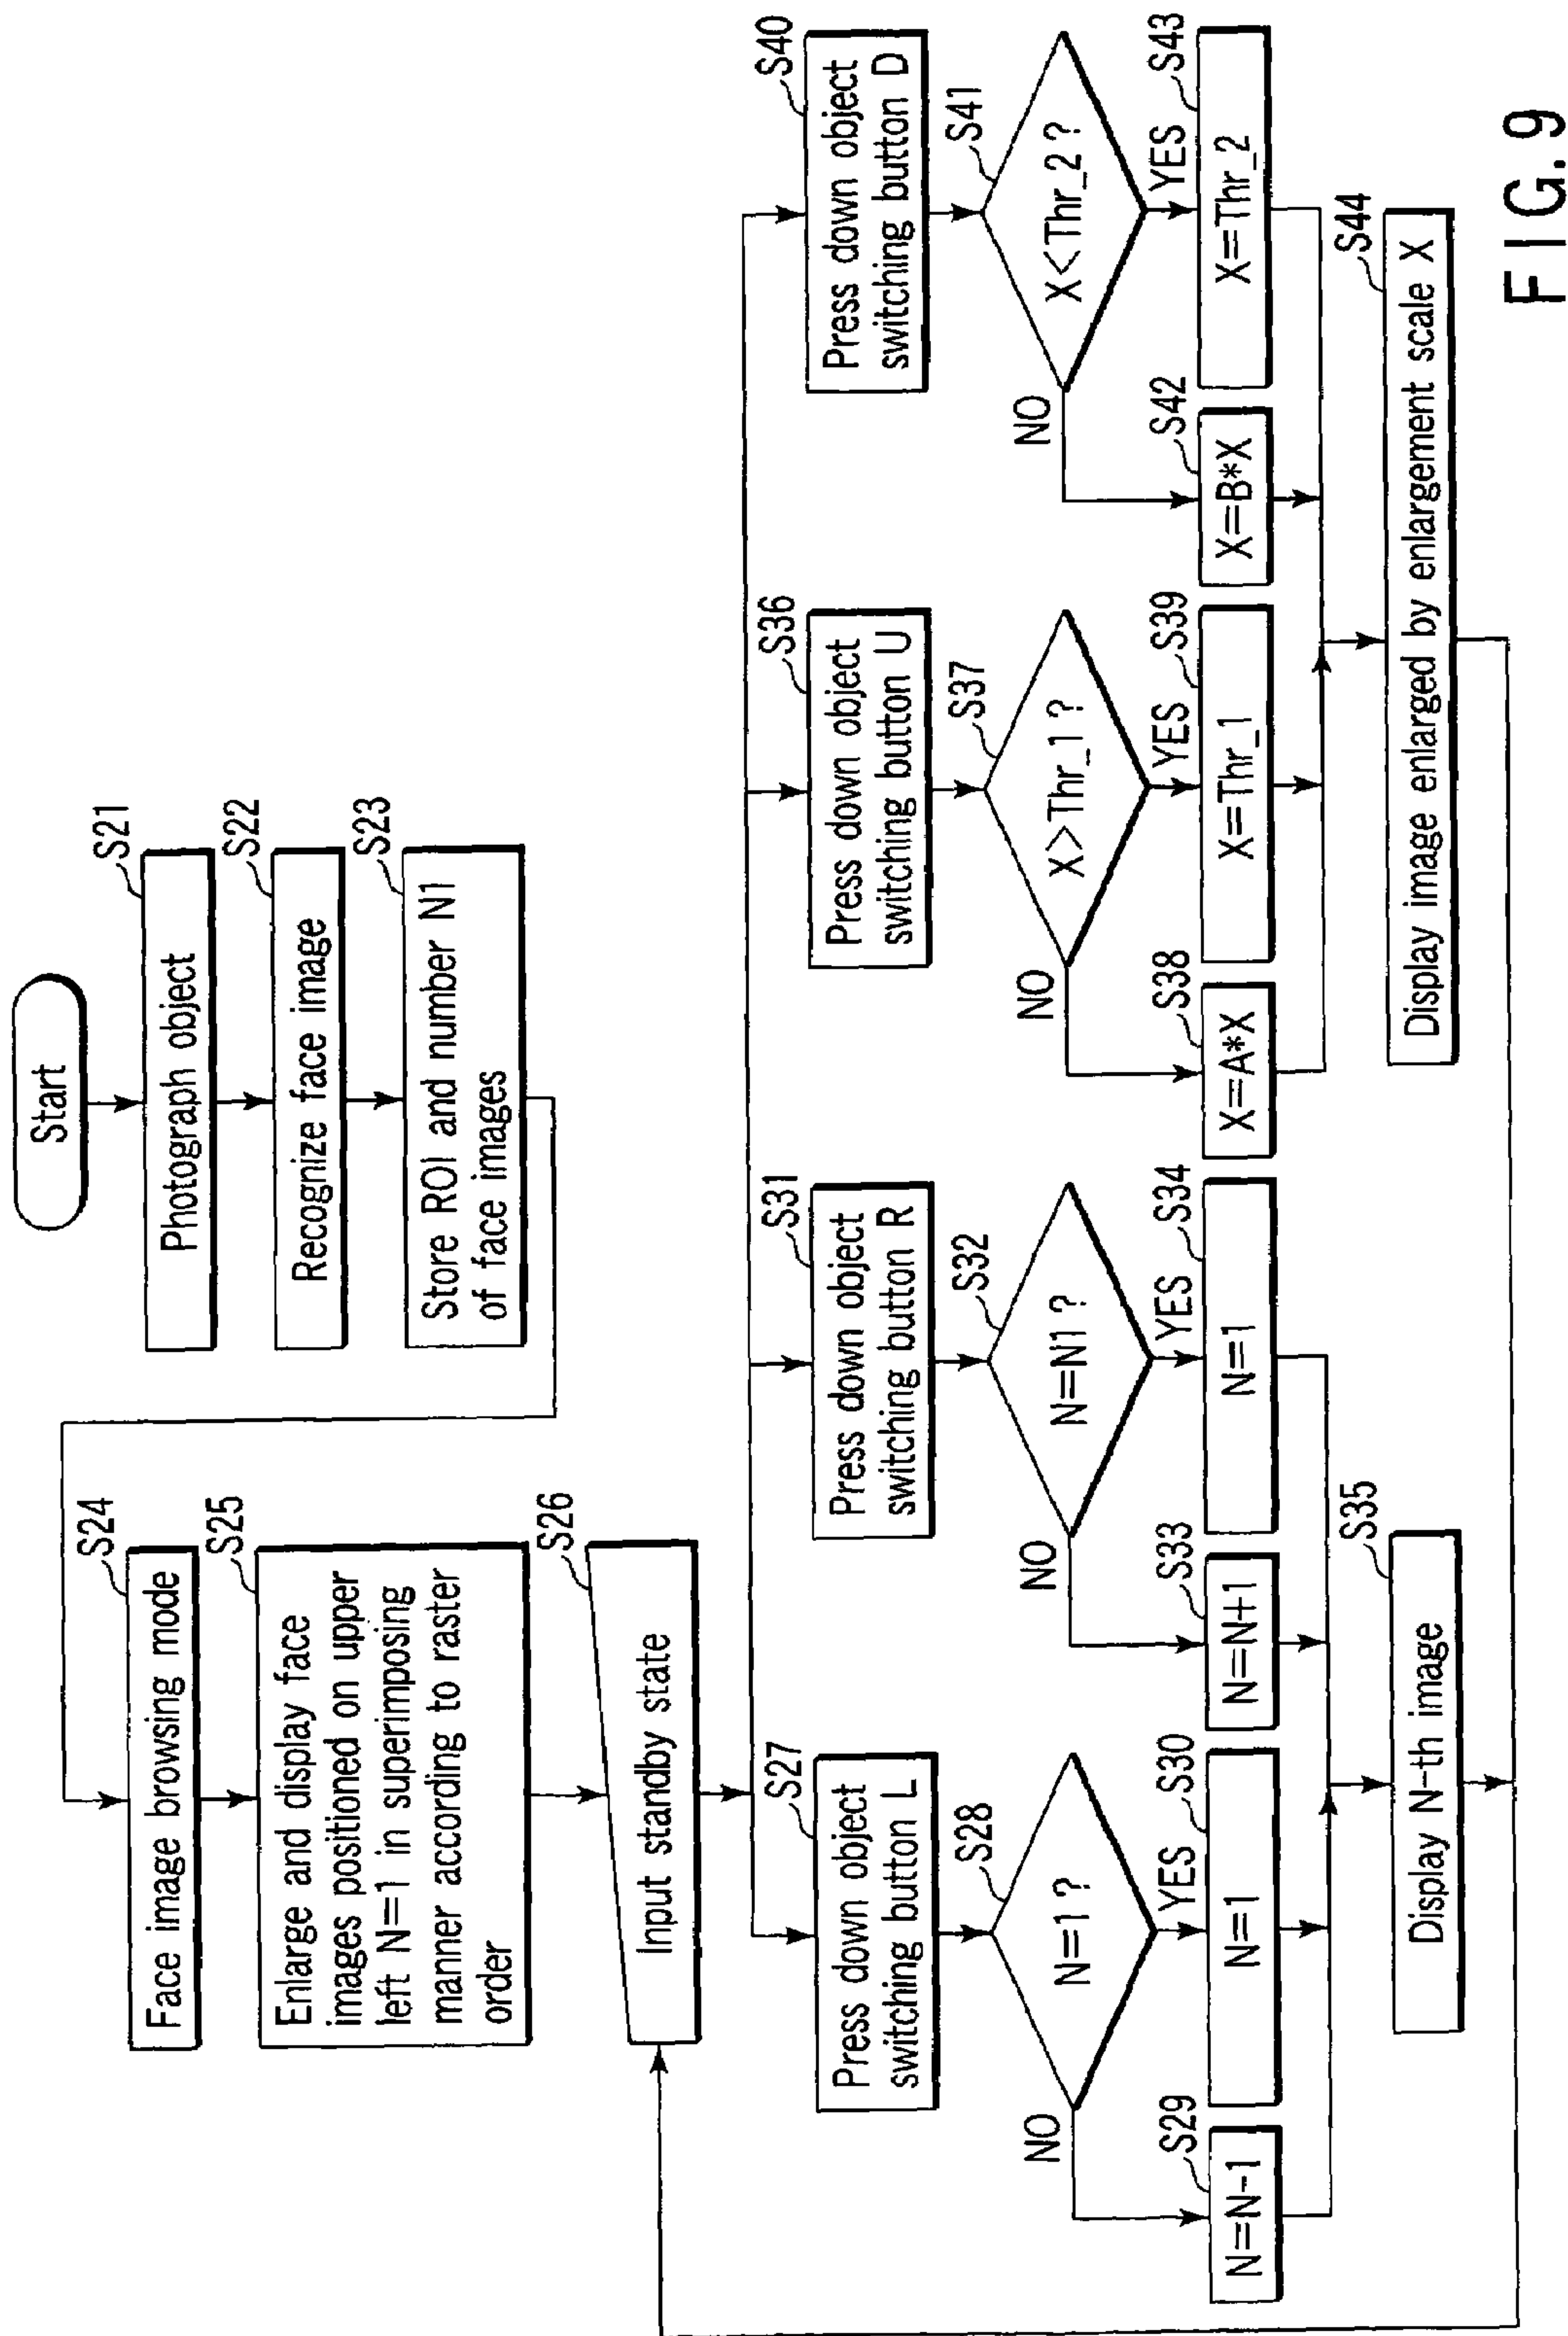 Start
S21
Photograph object
S22
Recognize face image
S23
Store ROI and number N1
of face images
S24
Face image browsing mode
S25
Enlarge and display face
images positioned on upper
left N=1 in superimposing
manner according to raster
order
S26
Input standby state
S27
Press down object
switching button L
S28
N=1 ?
NO
YES
S29
N=N-1
S30
N=1
S31
Press down object
switching button R
S32
N=N1 ?
NO
YES
S33
N=N+1
S34
N=1
S35
Display N-th image
S36
Press down object
switching button U
S37
X>Thr_1 ?
NO
YES
S38
X=A*X
S39
X=Thr_1
S40
Press down object
switching button D
S41
X<Thr_2 ?
NO
YES
S42
X=B*X
S43
X=Thr_2
S44
Display image enlarged by enlargement scale X
FIG. 9